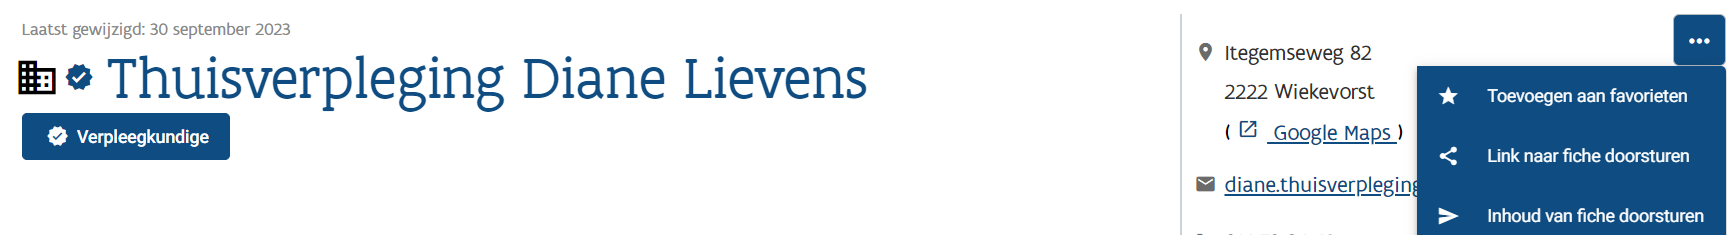 Laatst gewijzigd: 30 september 2023
Thuisverpleging Diane Lievens
Verpleegkundige
Itegemseweg 82
2222 Wiekevorst
( Google Maps )
diane.thuisverpleging
Toevoegen aan favorieten
Link naar fiche doorsturen
Inhoud van fiche doorsturen